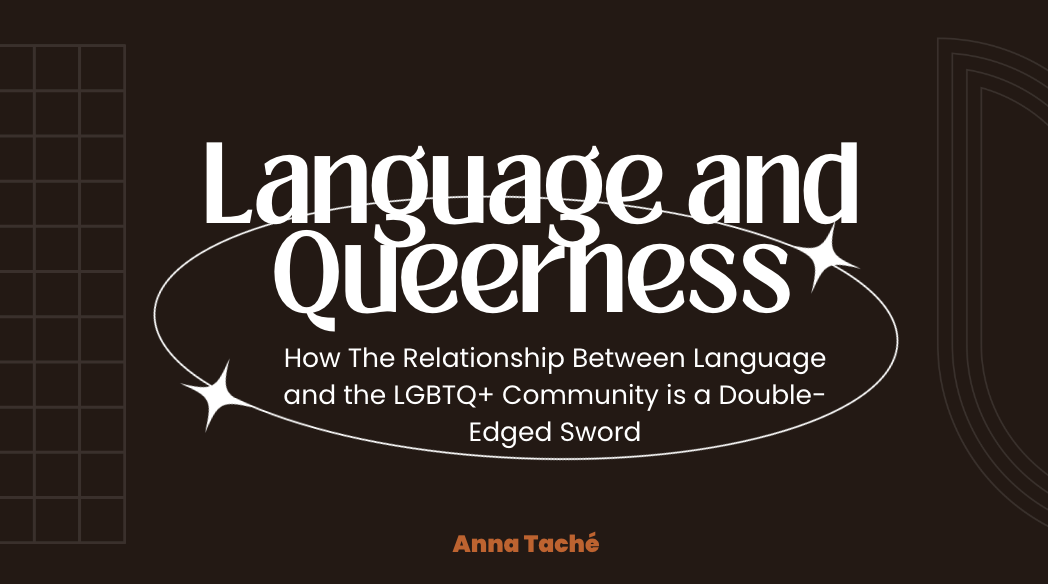 Language and
Queerness
How The Relationship Between Language
and the LGBTQ+ Community is a Double-
Edged Sword
Anna Taché